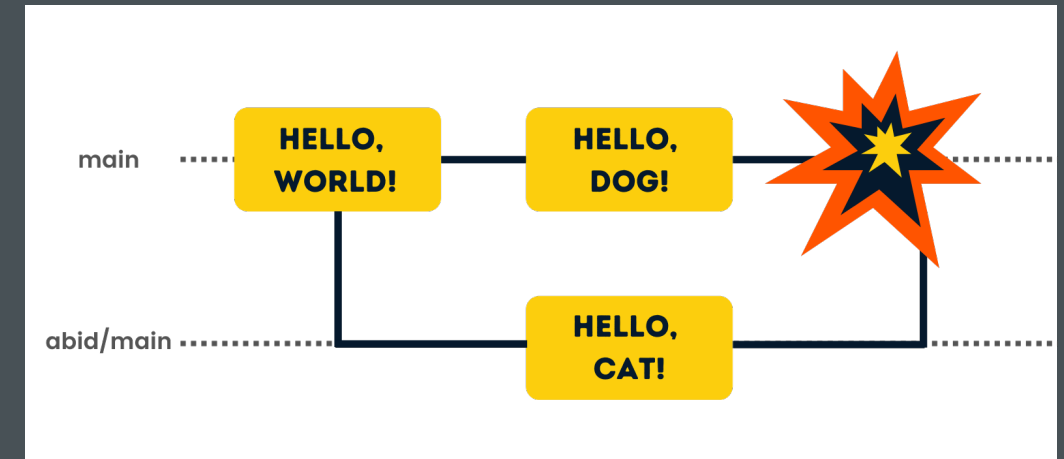 main
HELLO,
WORLD!
HELLO,
DOG!
abid/main
HELLO,
CAT!